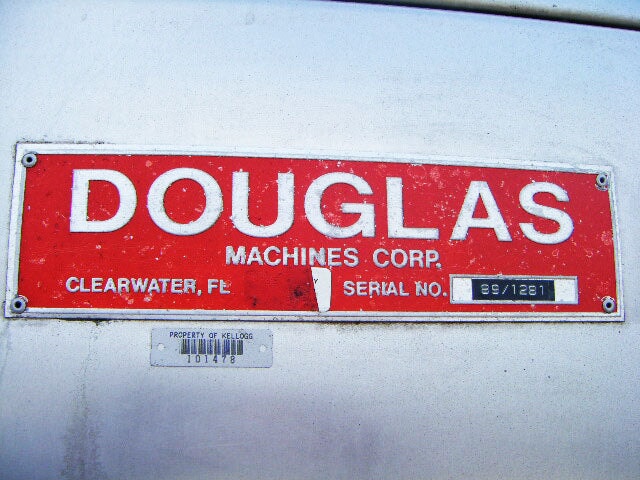 DOUGLAS
MACHINES CORP.
CLEARWATER, FL
SERIAL NO. 89/1281
PROPERTY OF KELLOGG
101478